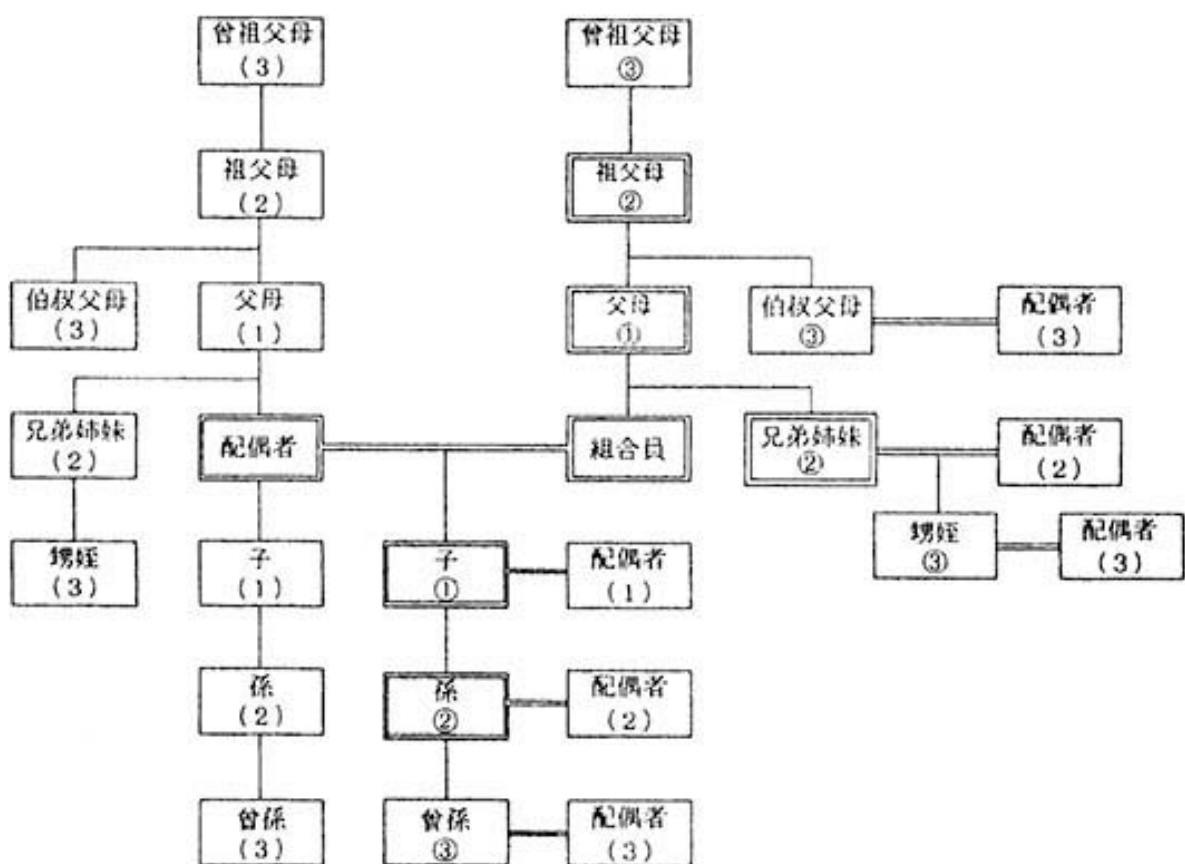 曾祖父母
(3)
曾祖父母
③
祖父母
(2)
祖父母
②
伯叔父母
(3)
父母
(1)
父母
①
伯叔父母
③
配偶者
(3)
兄弟姉妹
(2)
配偶者
組合員
兄弟姉妹
②
配偶者
(2)
甥姪
(3)
子
(1)
子
①
配偶者
(1)
甥姪
③
配偶者
(3)
係
(2)
係
②
配偶者
(2)
曾係
(3)
曾係
③
配偶者
(3)